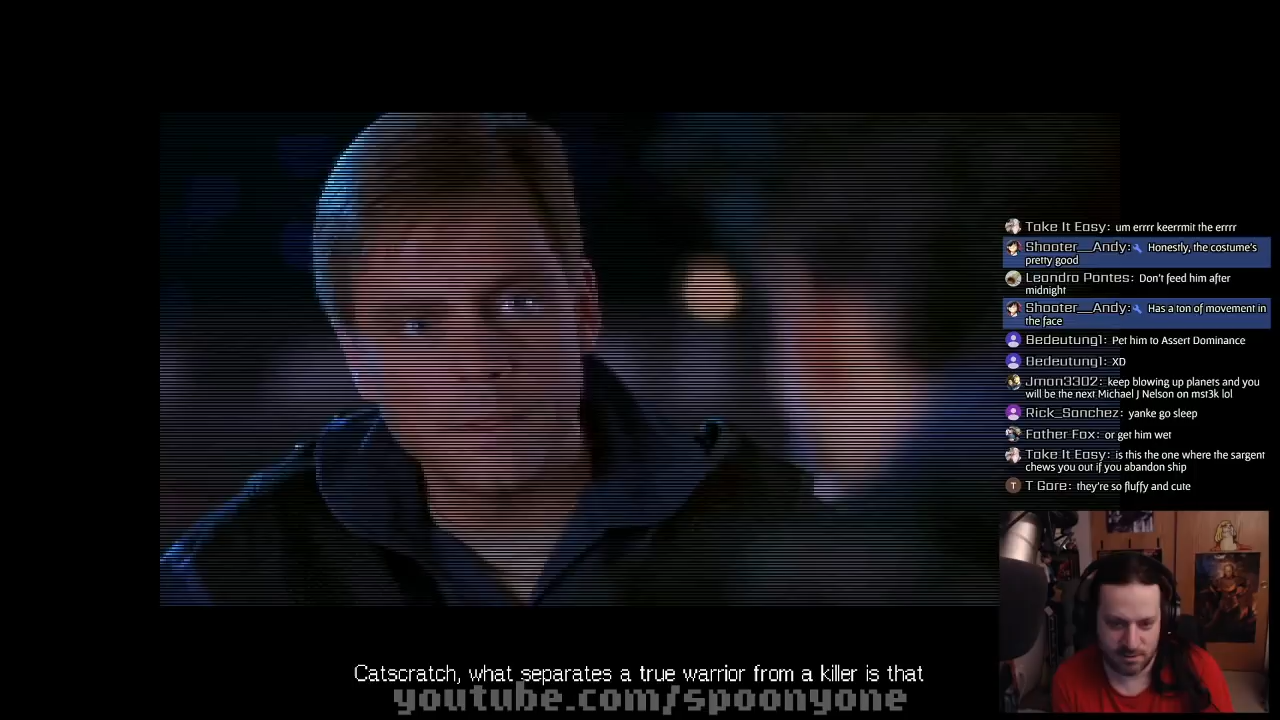 Take It Easy: um errr keerrmit the errr
Shooter__Andy: Honestly, the costume's
pretty good
Leandro Pontes: Don't feed him after
midnight
Shooter__Andy: Has a ton of movement in
the face
Bedeutung1: Pet him to Assert Dominance
Bedeutung1: XD
Jmon3302: keep blowing up planets and you
will be the next Michael J Nelson on mst3k lol
Rick_Sanchez: yanke go sleep
Father Fox: or get him wet
Take It Easy: is this the one where the sargent
chews you out if you abandon ship
T
T Gore: they're so fluffy and cute
Catscratch, what separates a true warrior from a killer is that
youtube.com/spoonyone